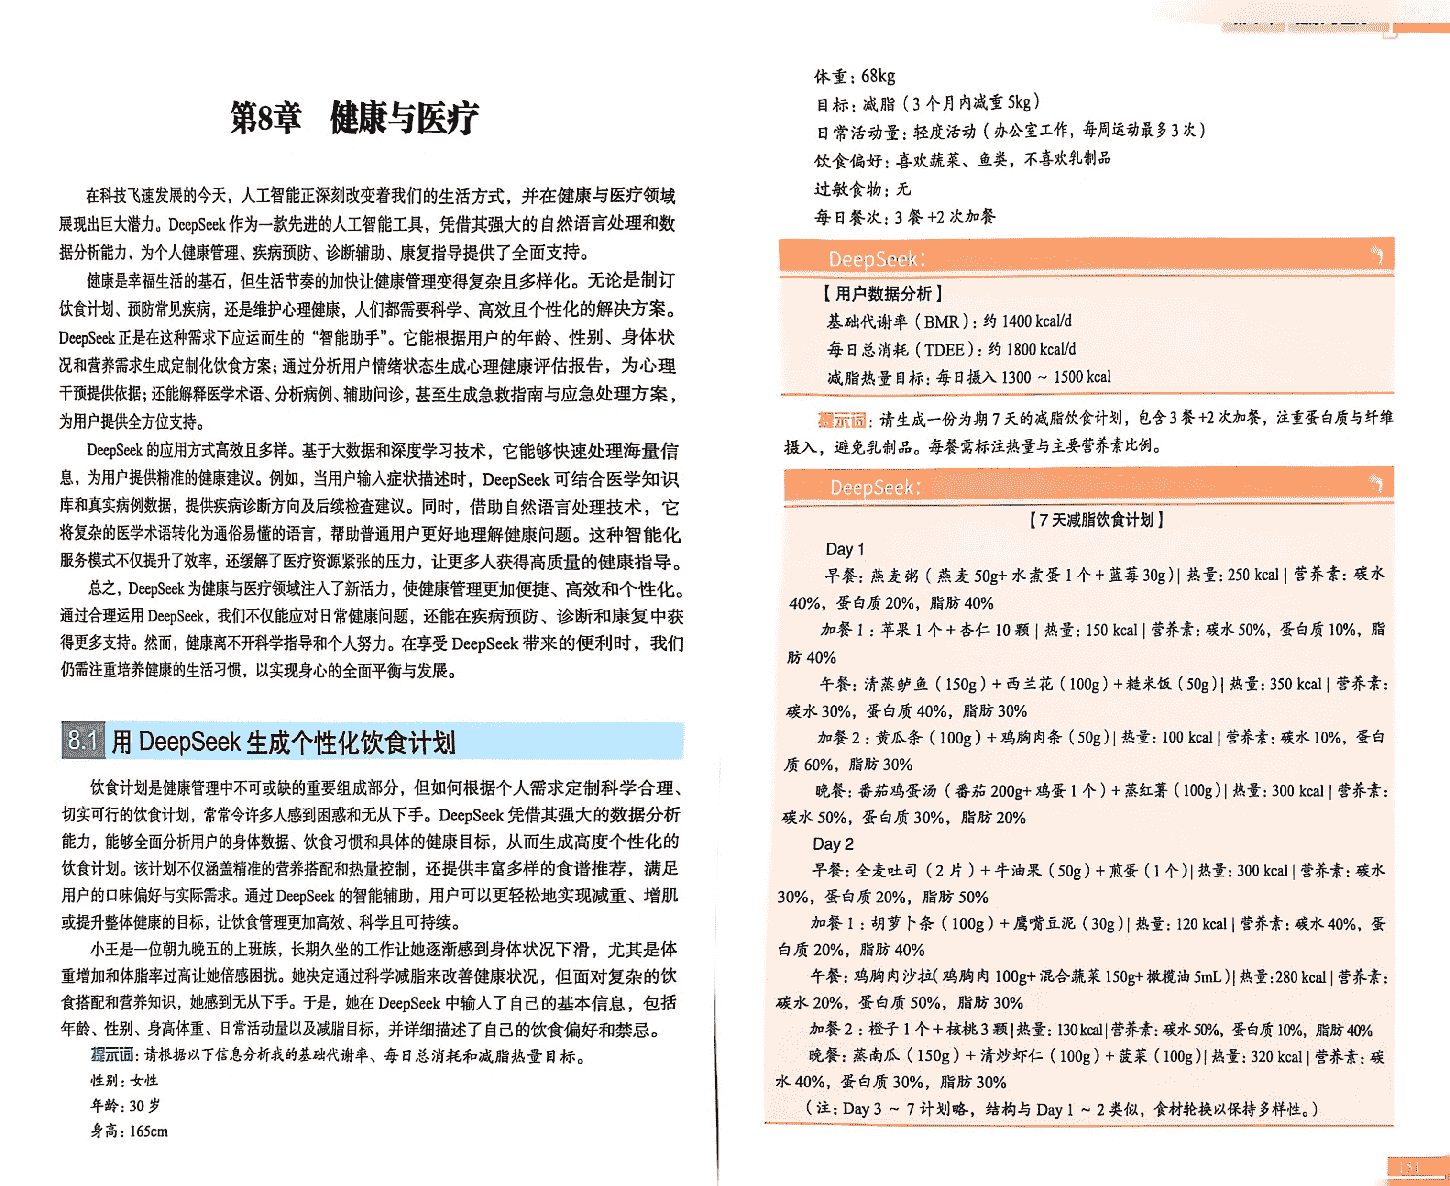 第8章 健康与医疗
在科技飞速发展的今天，人工智能正深刻改变着我们的生活方式，并在健康与医疗领域
展现出巨大潜力。DeepSeek 作为一款先进的人工智能工具，凭借其强大的自然语言处理和数
据分析能力，为个人健康管理、疾病预防、诊断辅助、康复指导提供了全面支持。
健康是幸福生活的基石，但生活节奏的加快让健康管理变得复杂且多样化。无论是制订
饮食计划、预防常见疾病，还是维护心理健康，人们都需要科学、高效且个性化的解决方案。
DeepSeek 正是在这种需求下应运而生的“智能助手”。它能根据用户的年龄、性别、身体状
况和营养需求生成定制化饮食方案；通过分析用户情绪状态生成心理健康评估报告，为心理
干预提供依据；还能解释医学术语、分析病例、辅助问诊，甚至生成急救指南与应急处理方案，
为用户提供全方位支持。
DeepSeek 的应用方式高效且多样。基于大数据和深度学习技术，它能够快速处理海量信
息，为用户提供精准的健康建议。例如，当用户输入症状描述时，DeepSeek 可结合医学知识
库和真实病例数据，提供疾病诊断方向及后续检查建议。同时，借助自然语言处理技术，它
将复杂的医学术语转化为通俗易懂的语言，帮助普通用户更好地理解健康问题。这种智能化
服务模式不仅提升了效率，还缓解了医疗资源紧张的压力，让更多人获得高质量的健康指导。
总之，DeepSeek 为健康与医疗领域注入了新活力，使健康管理更加便捷、高效和个性化。
通过合理运用 DeepSeek，我们不仅能应对日常健康问题，还能在疾病预防、诊断和康复中获
得更多支持。然而，健康离不开科学指导和个人努力。在享受 DeepSeek 带来的便利时，我们
仍需注重培养健康的生活习惯，以实现身心的全面平衡与发展。
8.1 用 DeepSeek 生成个性化饮食计划
饮食计划是健康管理中不可或缺的重要组成部分，但如何根据个人需求定制科学合理、
切实可行的饮食计划，常常令许多人感到困惑和无从下手。DeepSeek 凭借其强大的数据分析
能力，能够全面分析用户的身体数据、饮食习惯和具体的健康目标，从而生成高度个性化的
饮食计划。该计划不仅涵盖精准的营养搭配和热量控制，还提供丰富多样的食谱推荐，满足
用户的口味偏好与实际需求。通过 DeepSeek 的智能辅助，用户可以更轻松地实现减重、增肌
或提升整体健康的目标，让饮食管理更加高效、科学且可持续。
小王是一位朝九晚五的上班族，长期久坐的工作让她逐渐感到身体状况下滑，尤其是体
重增加和体脂率过高让她倍感困扰。她决定通过科学减脂来改善健康状况，但面对复杂的饮
食搭配和营养知识，她感到无从下手。于是，她在 DeepSeek 中输入了自己的基本信息，包括
年龄、性别、身高体重、日常活动量以及减脂目标，并详细描述了自己的饮食偏好和禁忌。
提示词：请根据以下信息分析我的基础代谢率、每日总消耗和减脂热量目标。
性别：女性
年龄：30 岁
身高：165cm
体重：68kg
目标：减脂（3 个月内减重 5kg）
日常活动量：轻度活动（办公室工作，每周运动最多 3 次）
饮食偏好：喜欢蔬菜、鱼类，不喜欢乳制品
过敏食物：无
每日餐次：3 餐 +2 次加餐
DeepSeek：
【用户数据分析】
基础代谢率（BMR）：约 1400 kcal/d
每日总消耗（TDEE）：约 1800 kcal/d
减脂热量目标：每日摄入 1300 ～ 1500 kcal
提示词：请生成一份为期 7 天的减脂饮食计划，包含 3 餐 +2 次加餐，注重蛋白质与纤维
摄入，避免乳制品。每餐需标注热量与主要营养素比例。
DeepSeek：
【7 天减脂饮食计划】
Day 1
早餐：燕麦粥（燕麦 50g+ 水煮蛋 1 个 + 蓝莓 30g）| 热量：250 kcal | 营养素：碳水
40%，蛋白质 20%，脂肪 40%
加餐 1：苹果 1 个 + 杏仁 10 颗 | 热量：150 kcal | 营养素：碳水 50%，蛋白质 10%，脂
肪 40%
午餐：清蒸鲈鱼（150g）+ 西兰花（100g）+ 糙米饭（50g）| 热量：350 kcal | 营养素：
碳水 30%，蛋白质 40%，脂肪 30%
加餐 2：黄瓜条（100g）+ 鸡胸肉条（50g）| 热量：100 kcal | 营养素：碳水 10%，蛋白
质 60%，脂肪 30%
晚餐：番茄鸡蛋汤（番茄 200g+ 鸡蛋 1 个）+ 蒸红薯（100g）| 热量：300 kcal | 营养素：
碳水 50%，蛋白质 30%，脂肪 20%
Day 2
早餐：全麦吐司（2 片）+ 牛油果（50g）+ 煎蛋（1 个）| 热量：300 kcal | 营养素：碳水
30%，蛋白质 20%，脂肪 50%
加餐 1：胡萝卜条（100g）+ 鹰嘴豆泥（30g）| 热量：120 kcal | 营养素：碳水 40%，蛋
白质 20%，脂肪 40%
午餐：鸡胸肉沙拉（鸡胸肉 100g+ 混合蔬菜 150g+ 橄榄油 5mL）| 热量：280 kcal | 营养素：
碳水 20%，蛋白质 50%，脂肪 30%
加餐 2：橙子 1 个 + 核桃 3 颗 | 热量：130 kcal | 营养素：碳水 50%，蛋白质 10%，脂肪 40%
晚餐：蒸南瓜（150g）+ 清炒虾仁（100g）+ 菠菜（100g）| 热量：320 kcal | 营养素：碳
水 40%，蛋白质 30%，脂肪 30%
（注：Day 3 ～ 7 计划略，结构与 Day 1 ～ 2 类似，食材轮换以保持多样性。）
151